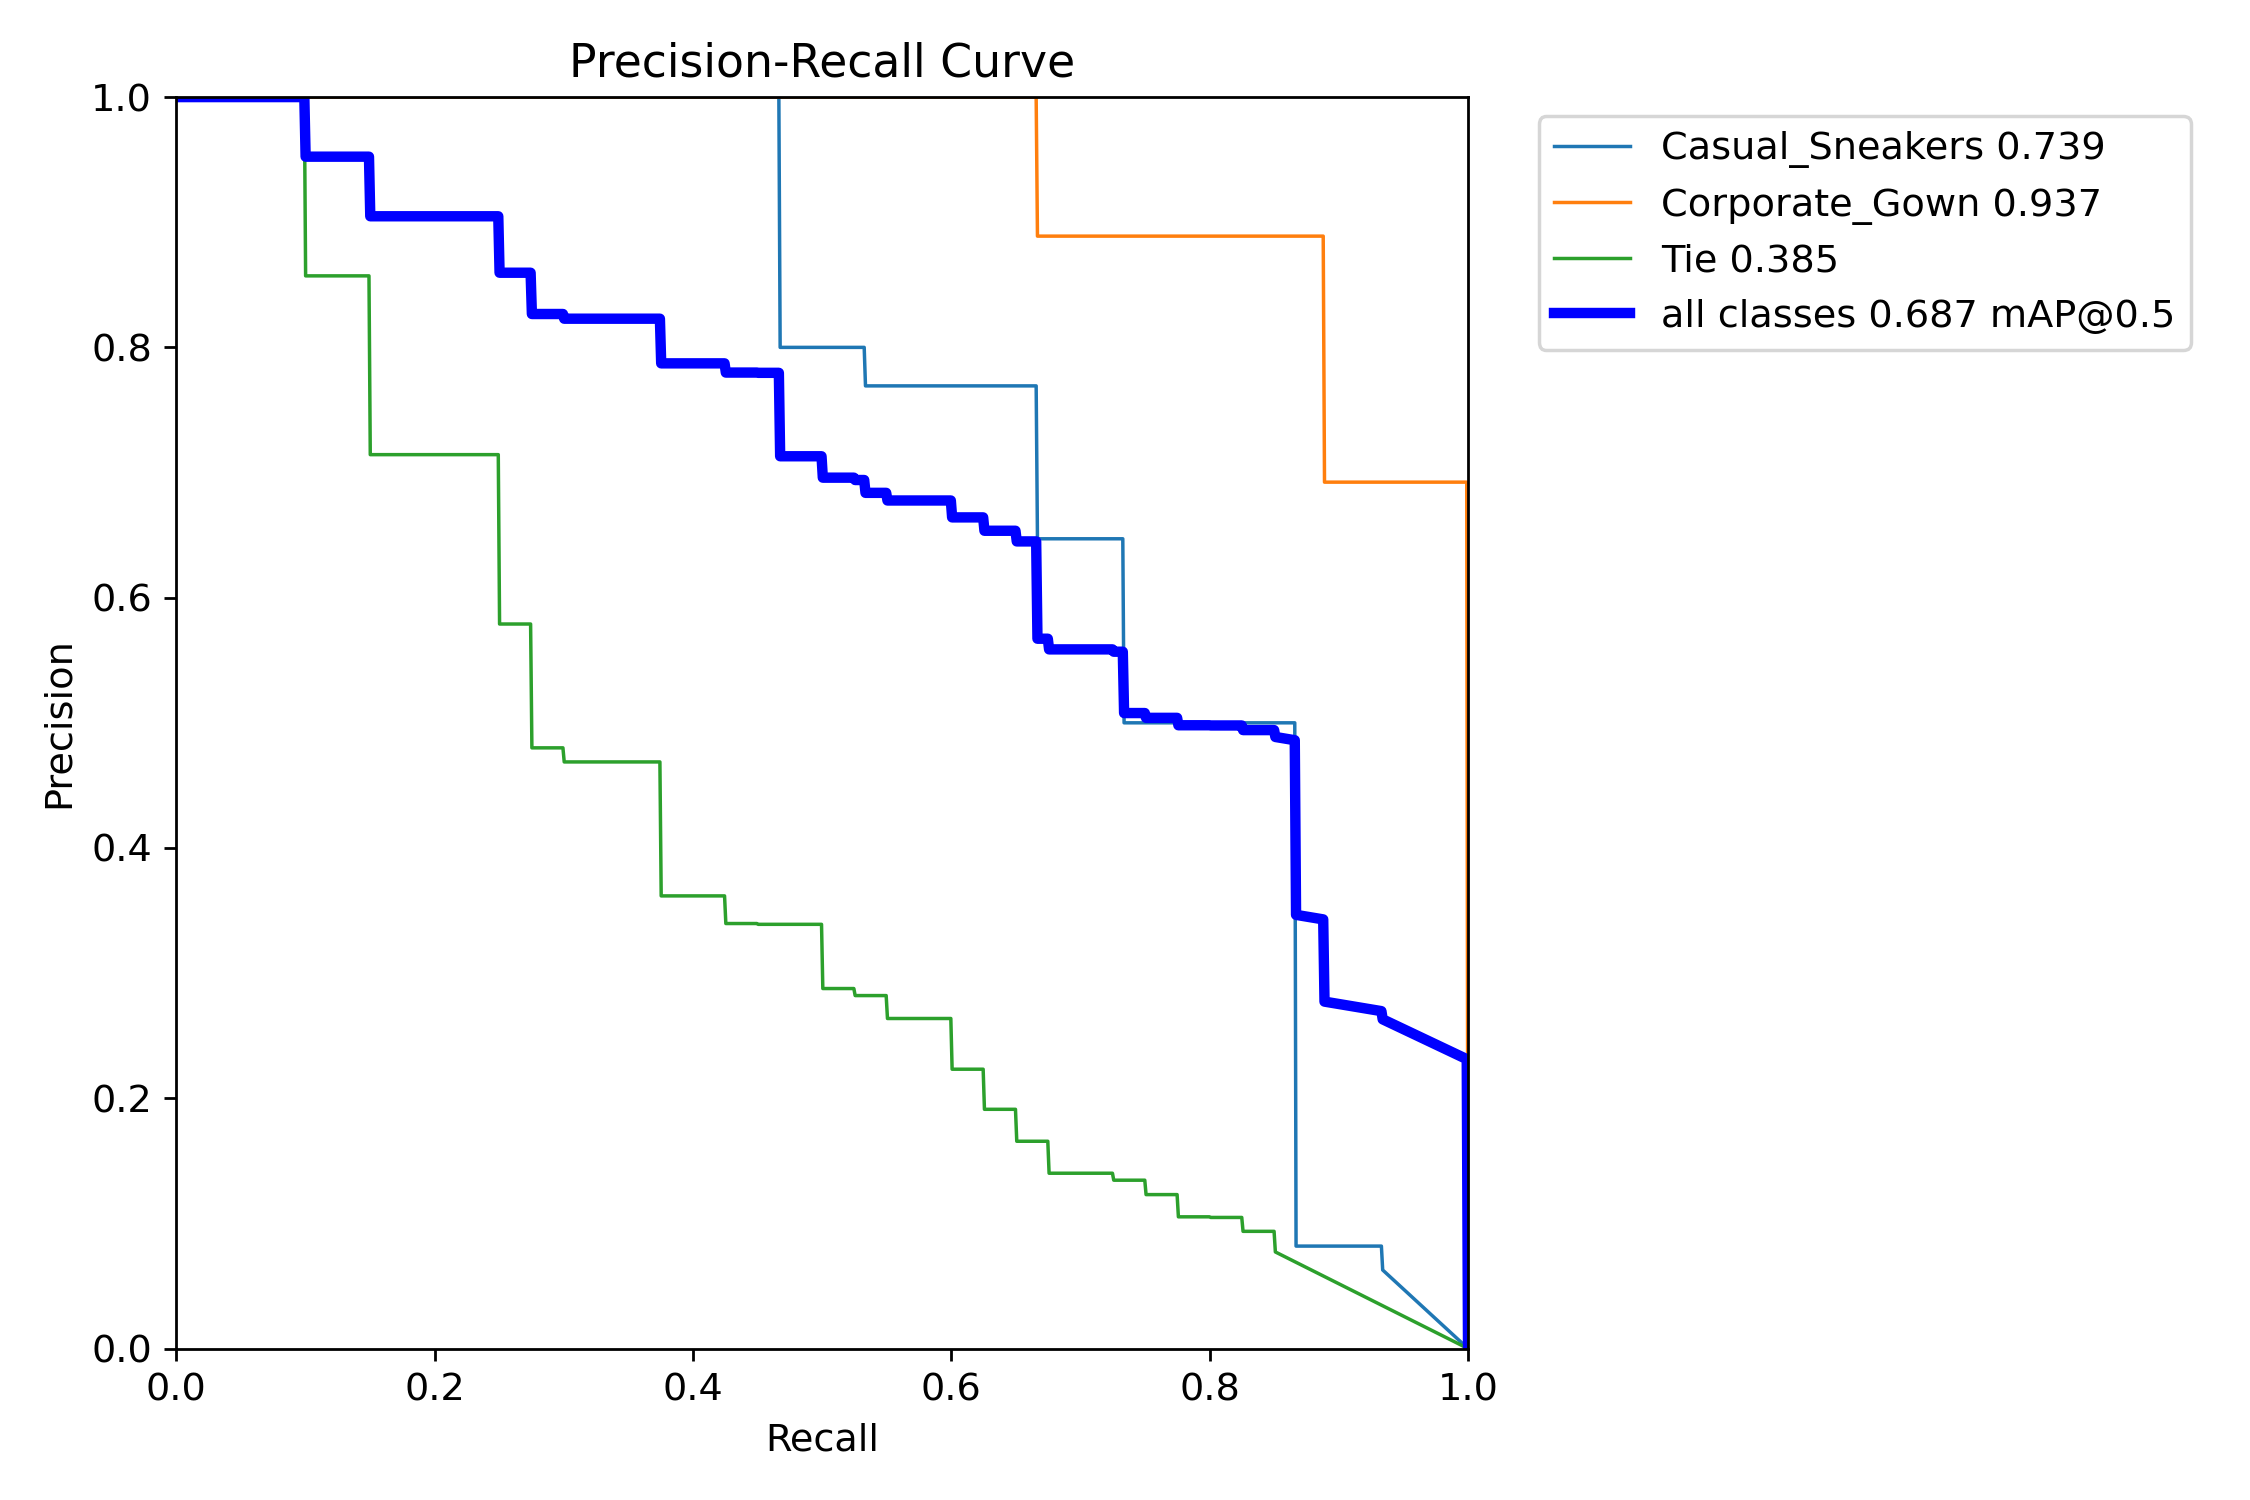 Precision-Recall Curve
1.0
0.8
0.6
0.4
0.2
0.0
Precision
0.0 0.2 0.4 0.6 0.8 1.0
Recall
Casual_Sneakers 0.739
Corporate_Gown 0.937
Tie 0.385
all classes 0.687 mAP@0.5